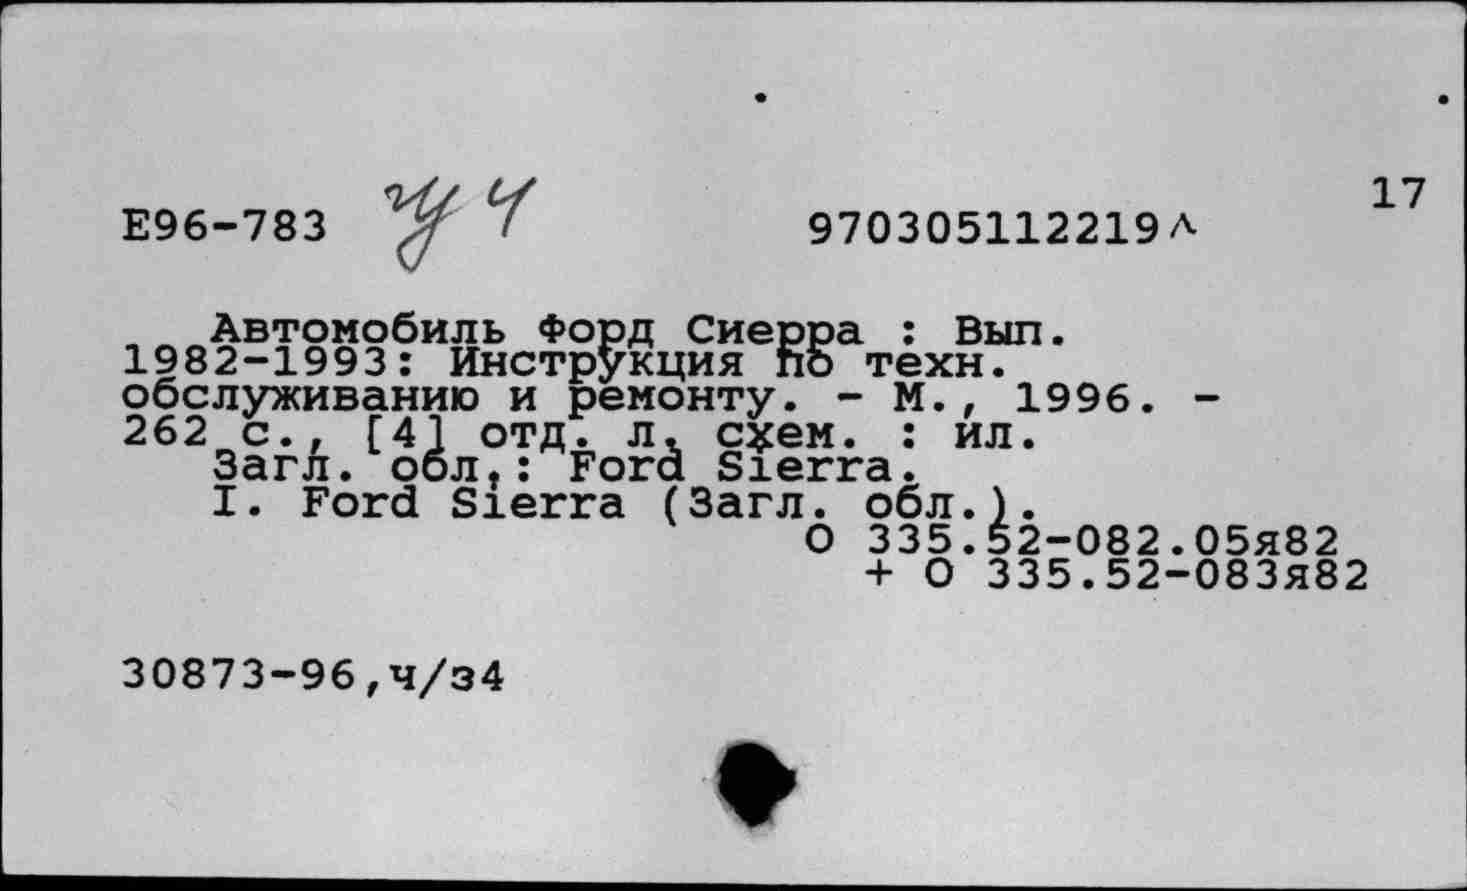 17
E96-783 970305112219л
Автомобиль Форд Сиерра : Вып.
1982-1993: Инструкция по техн.
обслуживанию и ремонту. - М., 1996. -
262 с., [4] отд. л. схем. : ил.
Загл. обл.: Ford Sierra.
I. Ford Sierra (Загл. обл.).
О 335.52-082.05я82
+ О 335.52-083я82
30873-96,ч/з4